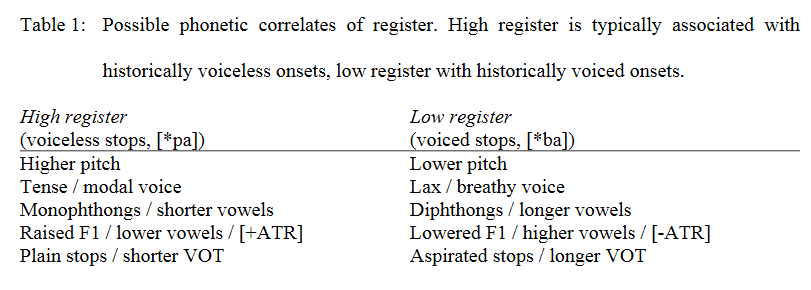 Table 1: Possible phonetic correlates of register. High register is typically associated with
historically voiceless onsets, low register with historically voiced onsets.
High register Low register
(voiceless stops, [*pa]) (voiced stops, [*ba])
Higher pitch Lower pitch
Tense / modal voice Lax / breathy voice
Monophthongs / shorter vowels Diphthongs / longer vowels
Raised F1 / lower vowels / [+ATR] Lowered F1 / higher vowels / [-ATR]
Plain stops / shorter VOT Aspirated stops / longer VOT